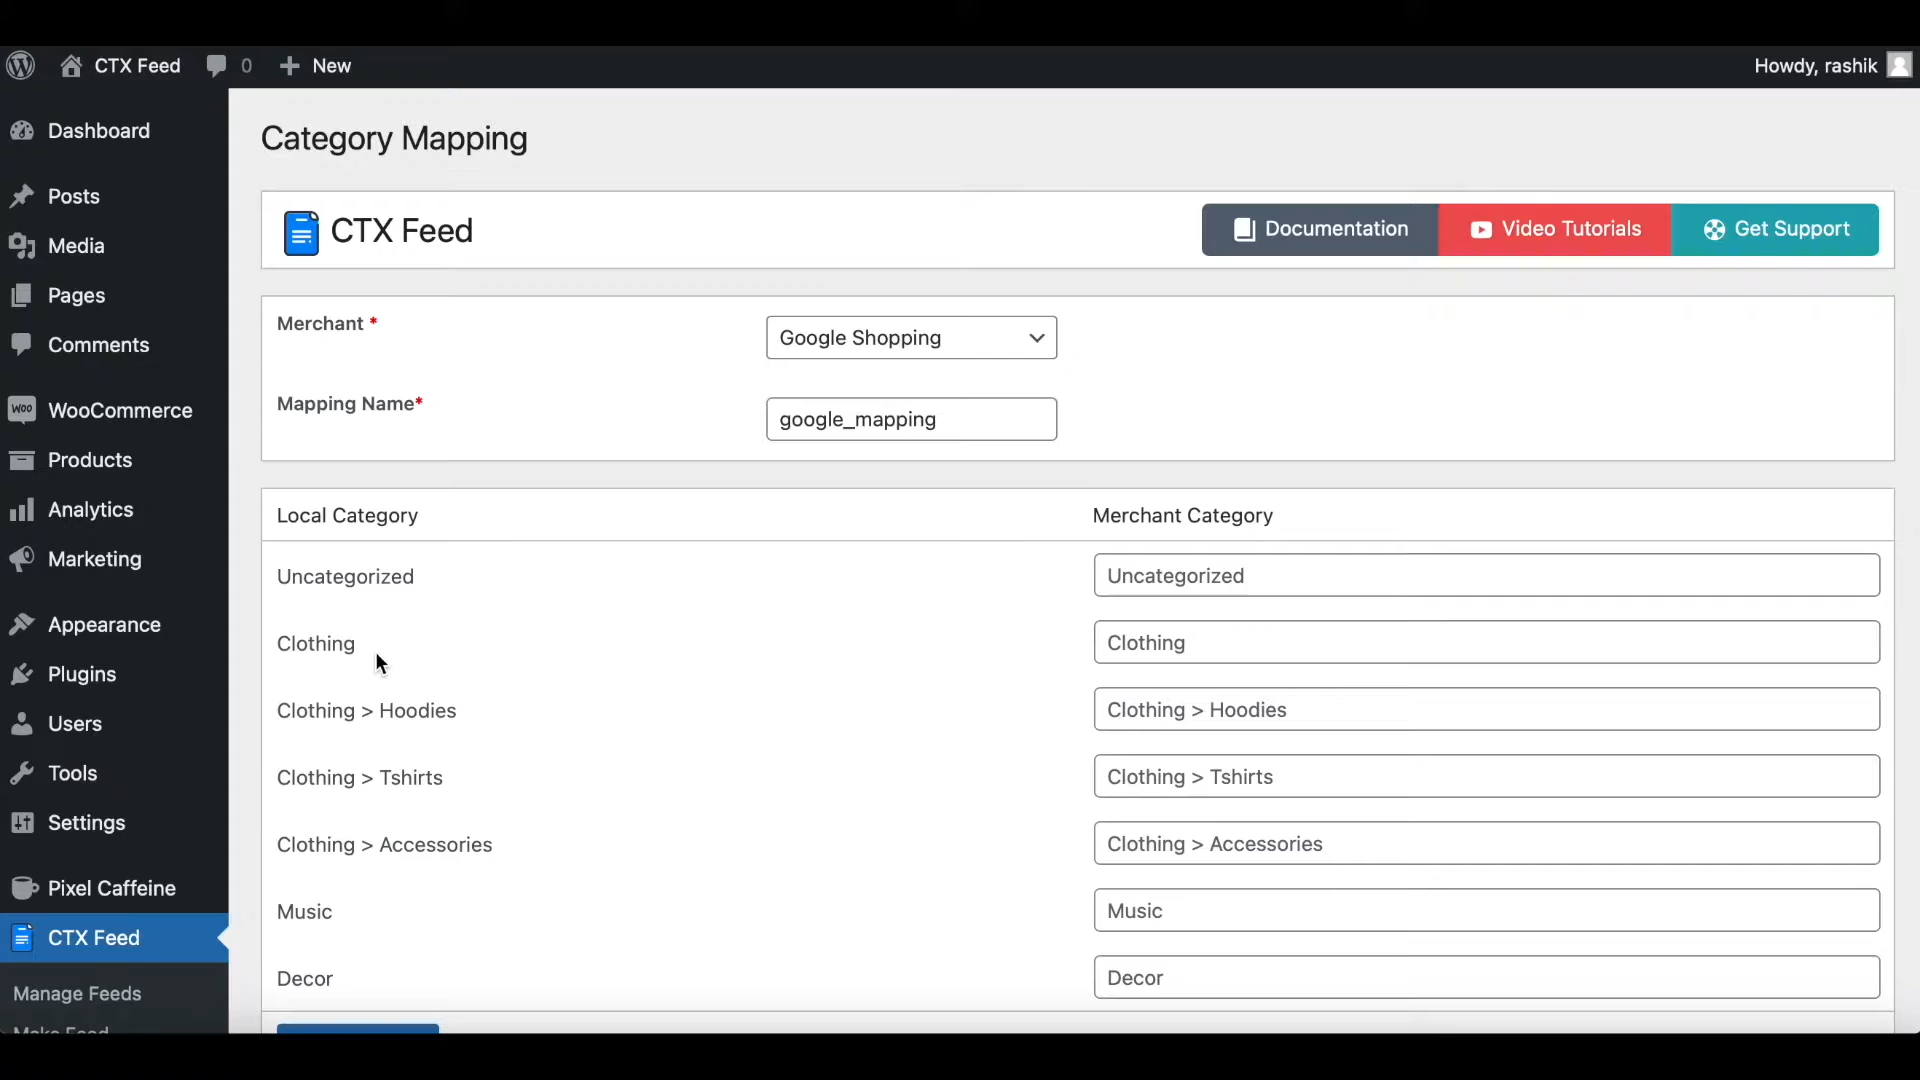 CTX Feed 0 New Howdy, rashik
Dashboard
Posts
Media
Pages
Comments
WooCommerce
Products
Analytics
Marketing
Appearance
Plugins
Users
Tools
Settings
Pixel Caffeine
CTX Feed
Manage Feeds
Make Feed
Category Mapping
CTX Feed Documentation Video Tutorials Get Support
Merchant * Google Shopping
Mapping Name* google_mapping
Local Category Merchant Category
Uncategorized Uncategorized
Clothing Clothing
Clothing > Hoodies Clothing > Hoodies
Clothing > Tshirts Clothing > Tshirts
Clothing > Accessories Clothing > Accessories
Music Music
Decor Decor